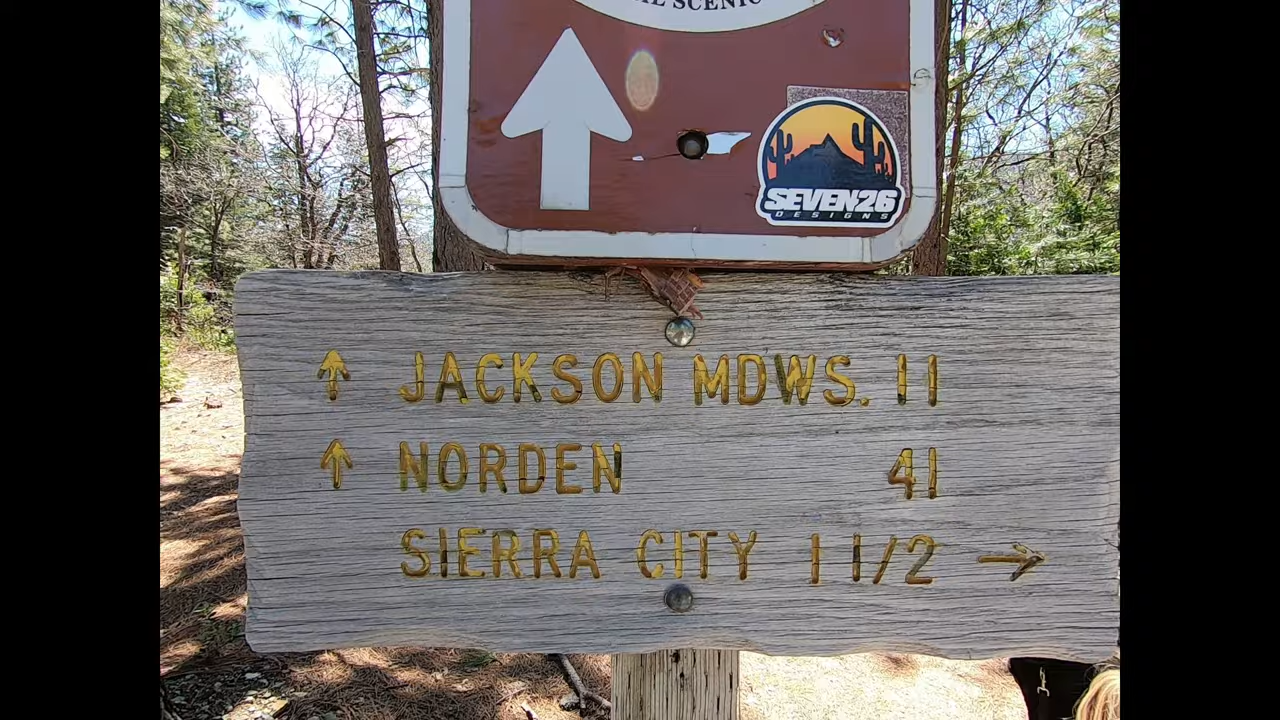 SCENIC
SEVEN26
DESIGNS
↑ JACKSON MDWS. 11
↑ NORDEN 41
SIERRA CITY 1 1/2 →